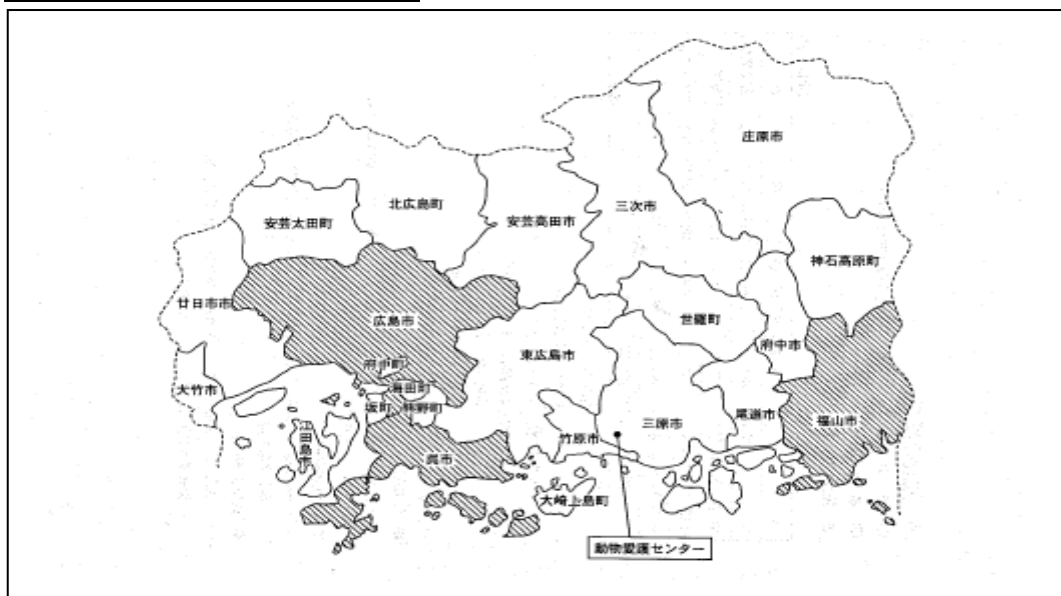 庄原市
北広島町
三次市
安芸太田町
安芸高田市
神石高原町
廿日市市
広島市
世羅町
府中市
東広島市
府中町
海田町
大竹市
坂町
熊野町
三原市
尾道市
福山市
江田島市
呉市
竹原市
大崎上島町
動物愛護センター